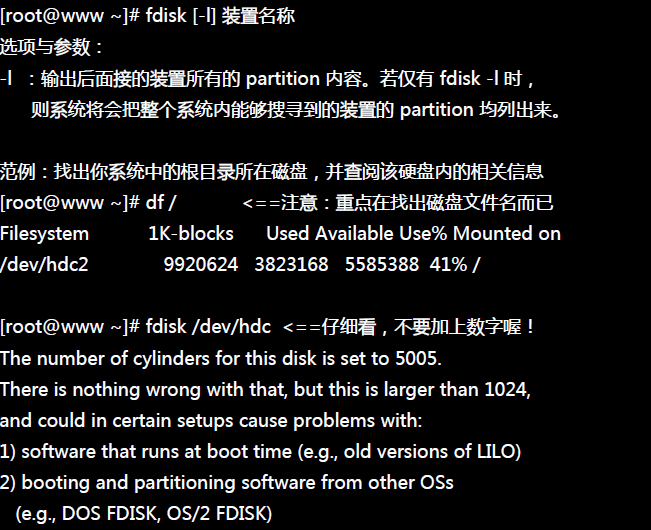 [root@www ~]# fdisk [-l] 装置名称
选项与参数：
-l ：输出后面接的装置所有的 partition 内容。若仅有 fdisk -l 时，
则系统将会把整个系统内能够搜寻到的装置的 partition 均列出来。
范例：找出你系统中的根目录所在磁盘，并查阅该硬盘内的相关信息
[root@www ~]# df / <==注意：重点在找出磁盘文件名而已
Filesystem 1K-blocks Used Available Use% Mounted on
/dev/hdc2 9920624 3823168 5585388 41% /
[root@www ~]# fdisk /dev/hdc <==仔细看，不要加上数字喔！
The number of cylinders for this disk is set to 5005.
There is nothing wrong with that, but this is larger than 1024,
and could in certain setups cause problems with:
1) software that runs at boot time (e.g., old versions of LILO)
2) booting and partitioning software from other OSs
(e.g., DOS FDISK, OS/2 FDISK)